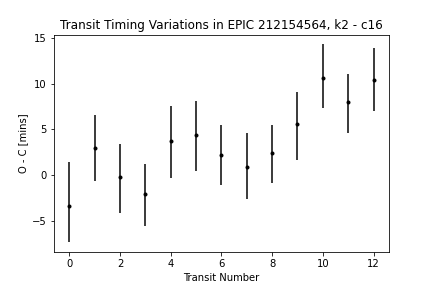 Transit Timing Variations in EPIC 212154564, k2 - c16
15
10
5
0
−5
O - C [mins]
0 2 4 6 8 10 12
Transit Number